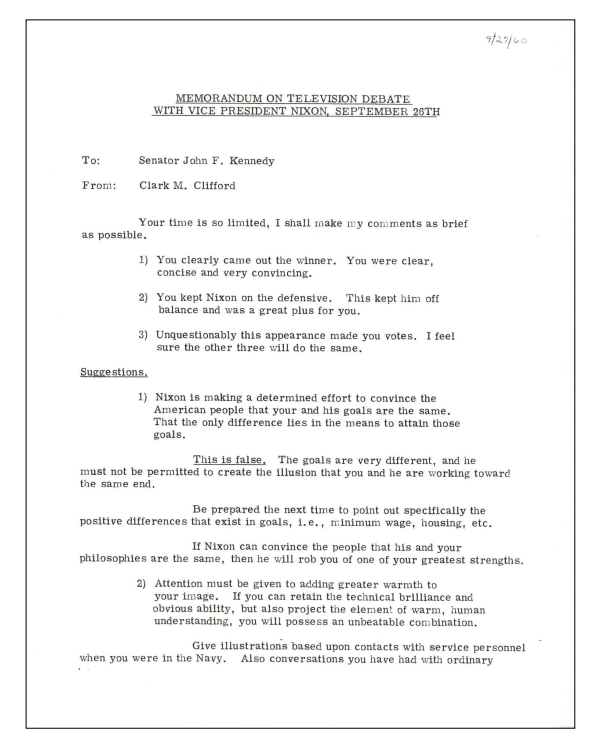 9/27/60
MEMORANDUM ON TELEVISION DEBATE
WITH VICE PRESIDENT NIXON, SEPTEMBER 26TH
To: Senator John F. Kennedy
From: Clark M. Clifford
Your time is so limited, I shall make my comments as brief
as possible.
1) You clearly came out the winner. You were clear,
concise and very convincing.
2) You kept Nixon on the defensive. This kept him off
balance and was a great plus for you.
3) Unquestionably this appearance made you votes. I feel
sure the other three will do the same.
Suggestions.
1) Nixon is making a determined effort to convince the
American people that your and his goals are the same.
That the only difference lies in the means to attain those
goals.
This is false. The goals are very different, and he
must not be permitted to create the illusion that you and he are working toward
the same end.
Be prepared the next time to point out specifically the
positive differences that exist in goals, i.e., minimum wage, housing, etc.
If Nixon can convince the people that his and your
philosophies are the same, then he will rob you of one of your greatest strengths.
2) Attention must be given to adding greater warmth to
your image. If you can retain the technical brilliance and
obvious ability, but also project the element of warm, human
understanding, you will possess an unbeatable combination.
Give illustrations based upon contacts with service personnel
when you were in the Navy. Also conversations you have had with ordinary